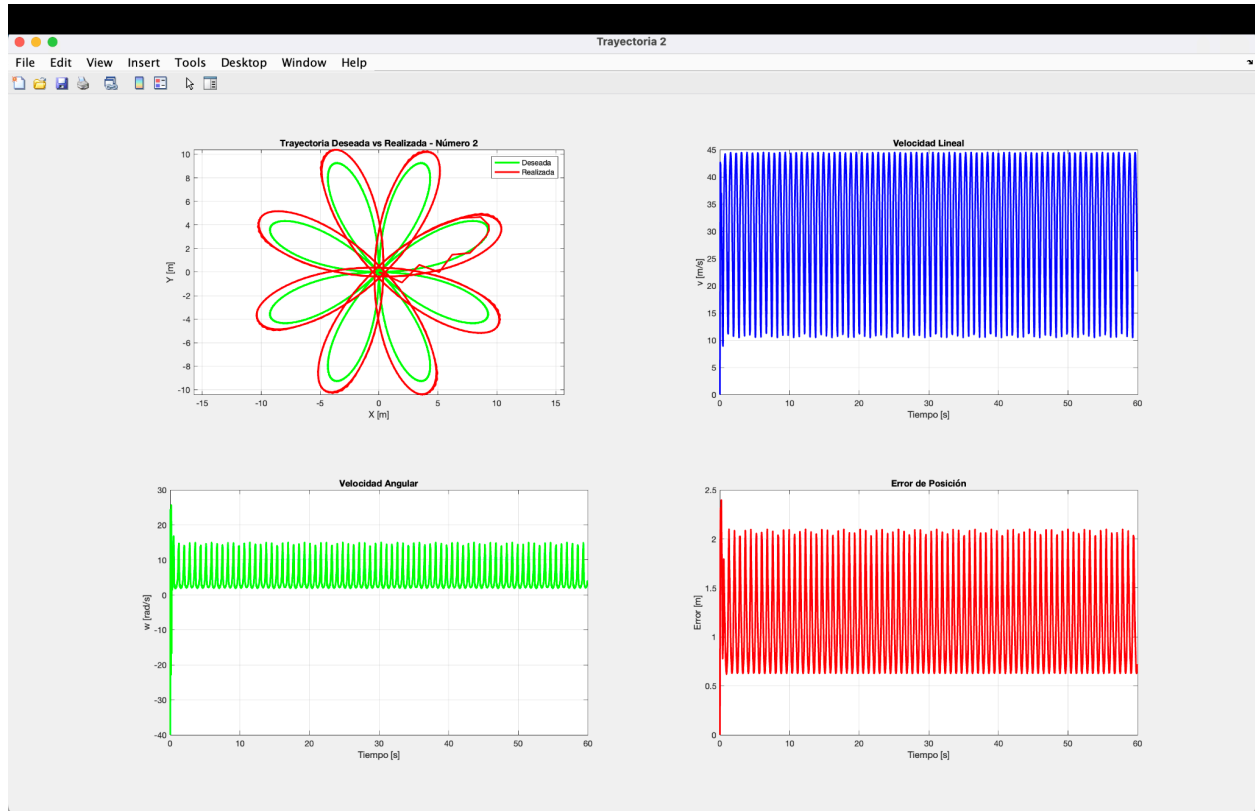 Trayectoria 2
File Edit View Insert Tools Desktop Window Help
Trayectoria Deseada vs Realizada - Número 2
Deseada
Realizada
10
8
6
4
2
0
-2
-4
-6
-8
-10
Y [m]
-15 -10 -5 0 5 10 15
X [m]
Velocidad Lineal
45
40
35
30
25
20
15
10
5
0
v [m/s]
0 10 20 30 40 50 60
Tiempo [s]
Velocidad Angular
30
20
10
0
-10
-20
-30
-40
w [rad/s]
0 10 20 30 40 50 60
Tiempo [s]
Error de Posición
2.5
2
1.5
1
0.5
0
Error [m]
0 10 20 30 40 50 60
Tiempo [s]